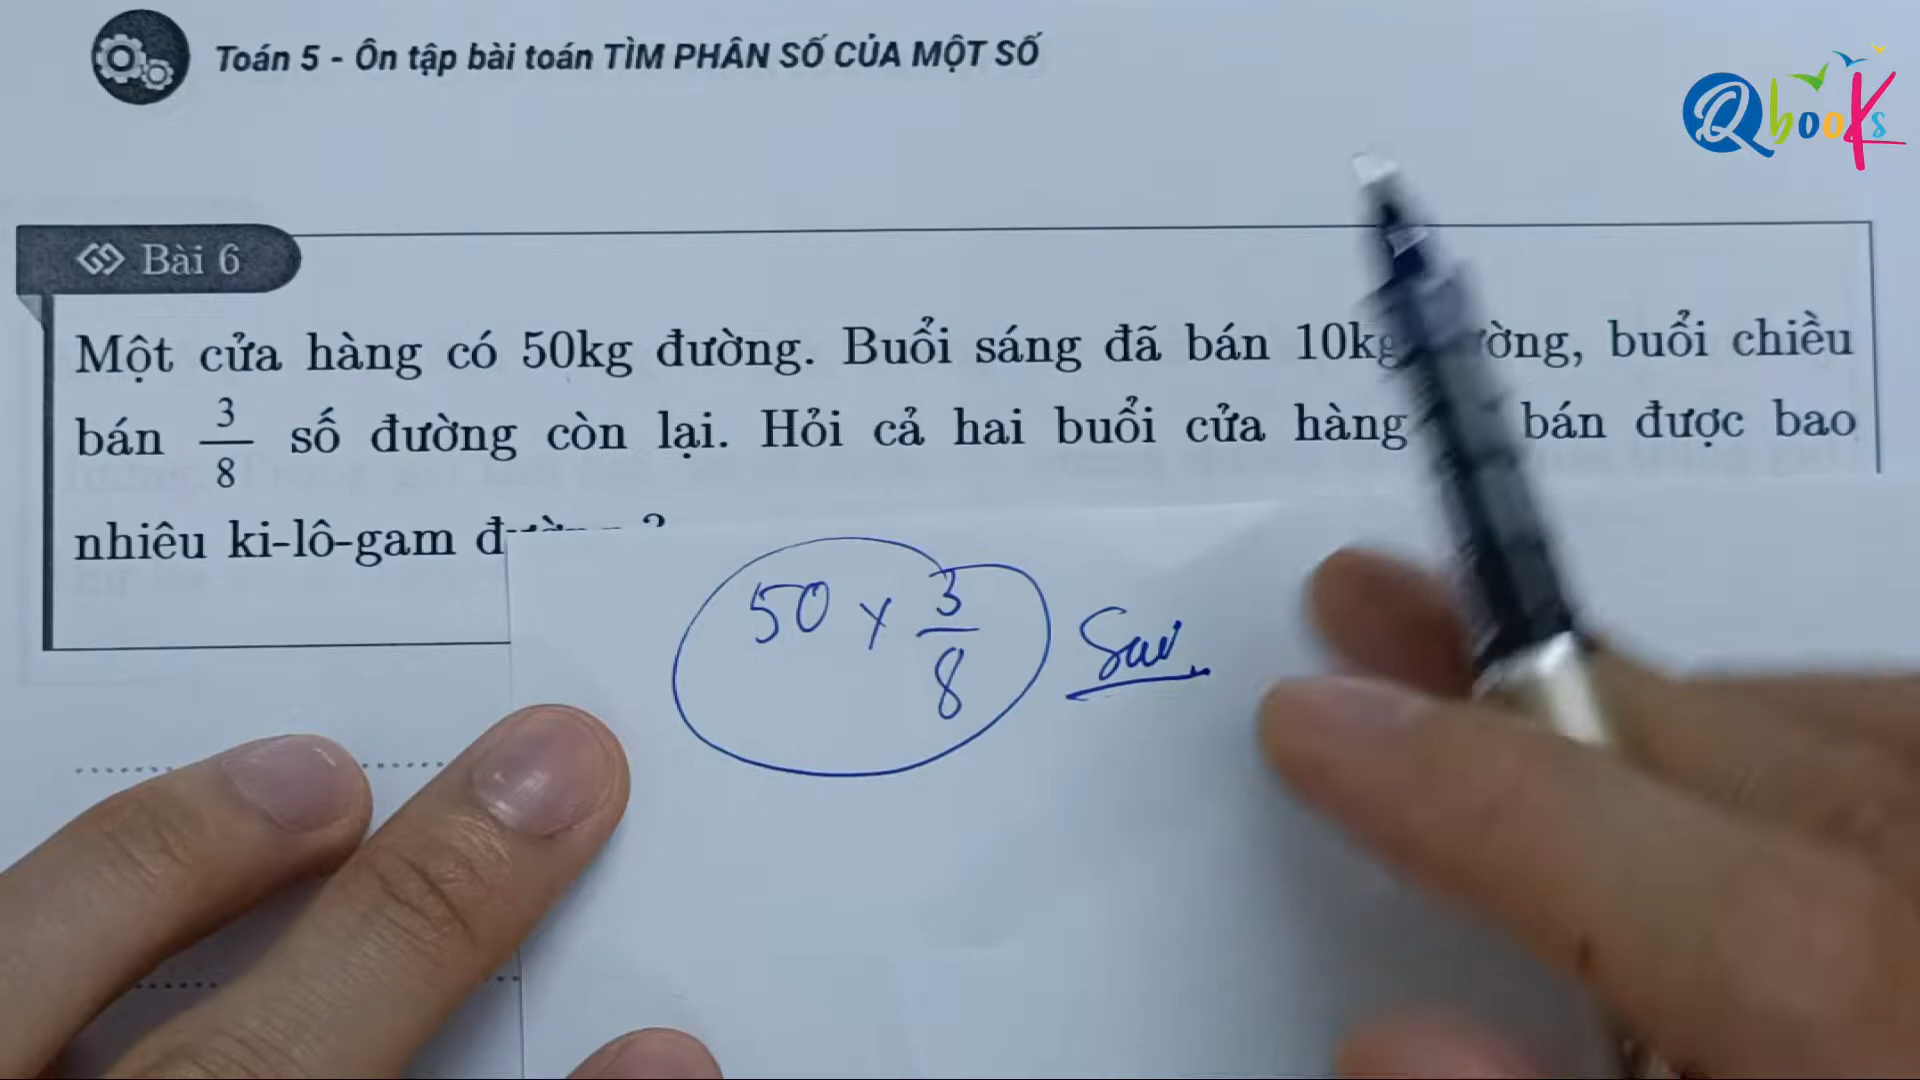 Toán 5 - Ôn tập bài toán TÌM PHÂN SỐ CỦA MỘT SỐ
Qbooks
Bài 6
Một cửa hàng có 50kg đường. Buổi sáng đã bán 10kg buổi chiều
bán 3/8 số đường còn lại. Hỏi cả hai buổi cửa hàng bán được bao
nhiêu ki-lô-gam
50 x 3/8 Sai